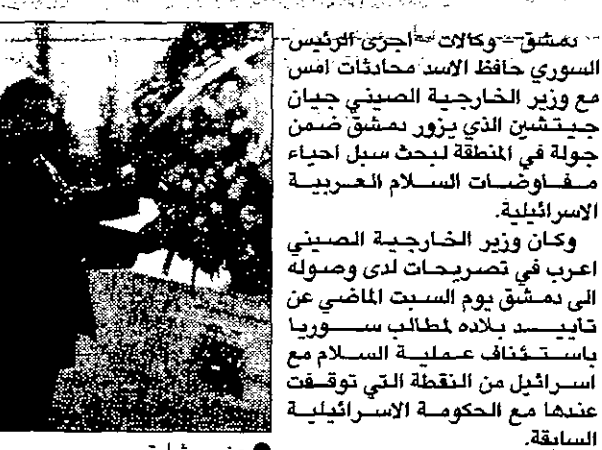 دمشق - وكالات - اجرى الرئيس
السوري حافظ الاسد محادثات امس
مع وزير الخارجية الصيني جيان
جيتشين الذي يزور دمشق ضمن
جولة في المنطقة لبحث سبل احياء
مفاوضات السلام العربية
الاسرائيلية.
وكان وزير الخارجية الصيني
اعرب في تصريحات لدى وصوله
الى دمشق يوم السبت الماضي عن
تأييد بلاده لمطالب سوريا
باستئناف عملية السلام مع
اسرائيل من النقطة التي توقفت
عندها مع الحكومة الاسرائيلية
السابقة.